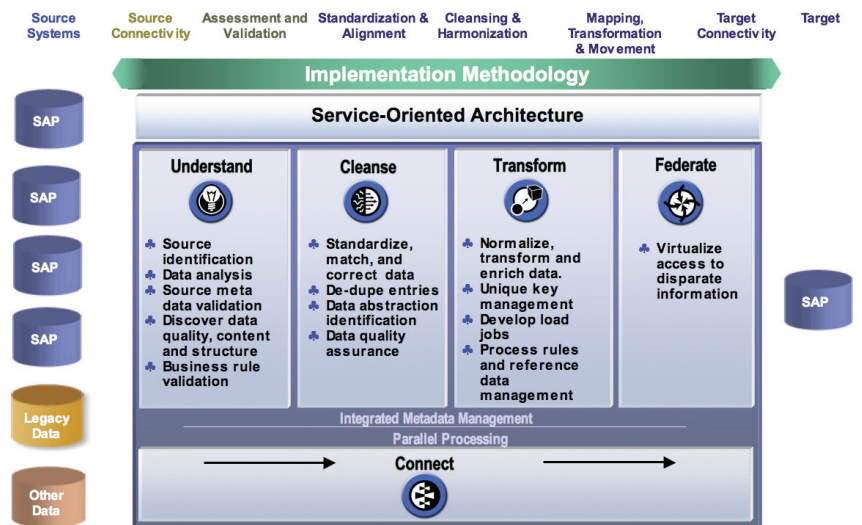 Source
Systems
Source
Connectivity
Assessment and
Validation
Standardization &
Alignment
Cleansing &
Harmonization
Mapping,
Transformation
& Movement
Target
Connectivity
Target
Implementation Methodology
Service-Oriented Architecture
SAP
SAP
SAP
SAP
Legacy
Data
Other
Data
Understand
Source
identification
Data analysis
Source meta
data validation
Discover data
quality, content
and structure
Business rule
validation
Cleanse
Standardize,
match, and
correct data
De-dupe entries
Data abstraction
identification
Data quality
assurance
Transform
Normalize,
transform and
enrich data.
Unique key
management
Develop load
jobs
Process rules
and reference
data
management
Federate
Virtualize
access to
disparate
information
SAP
Integrated Metadata Management
Parallel Processing
Connect